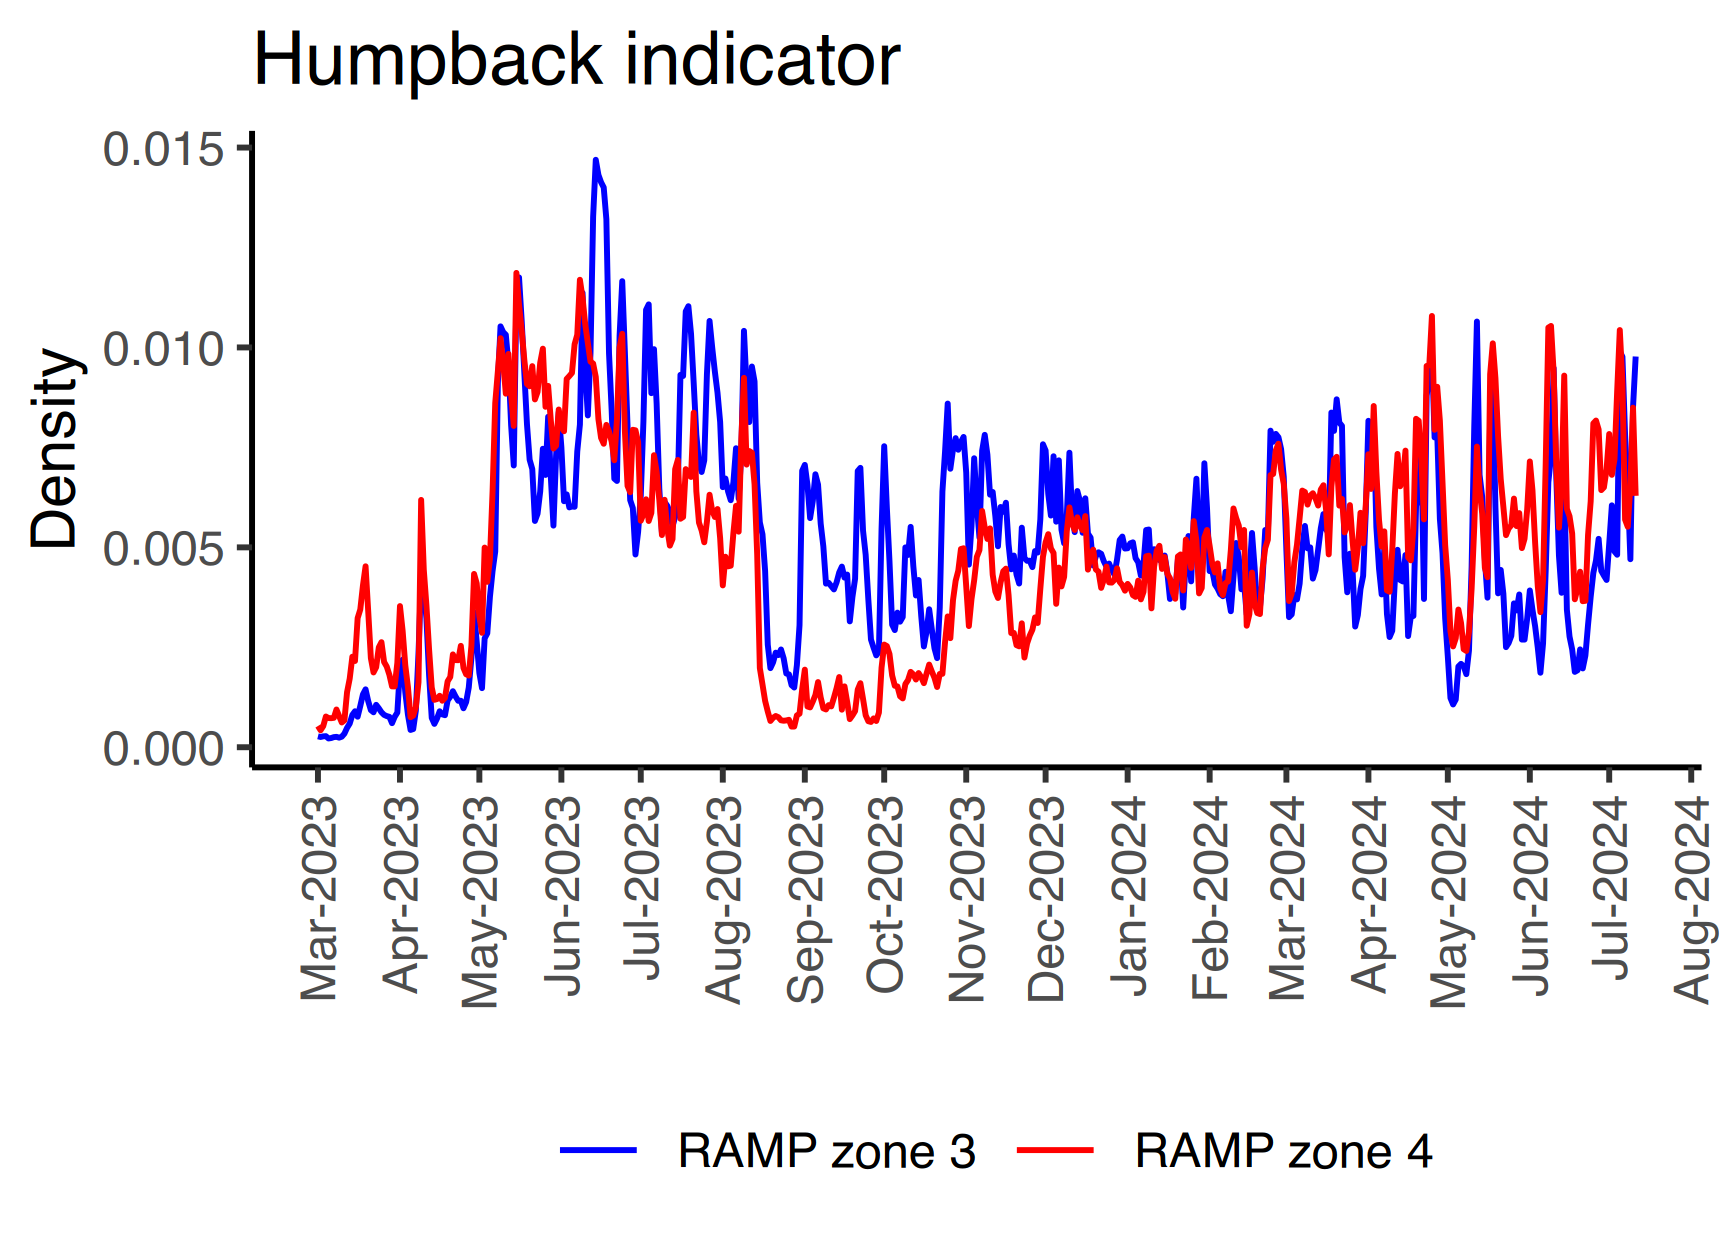 Humpback indicator
Density
0.015
0.010
0.005
0.000
Mar-2023
Apr-2023
May-2023
Jun-2023
Jul-2023
Aug-2023
Sep-2023
Oct-2023
Nov-2023
Dec-2023
Jan-2024
Feb-2024
Mar-2024
Apr-2024
May-2024
Jun-2024
Jul-2024
Aug-2024
RAMP zone 3
RAMP zone 4